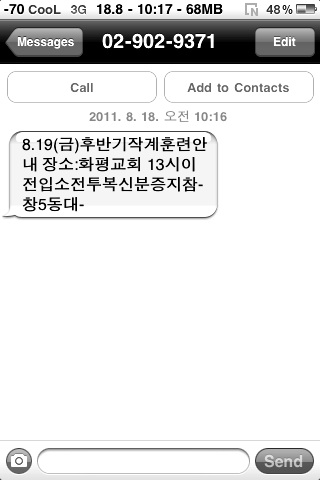 -70 CooL 3G 18.8 - 10:17 - 68MB 48%
Messages 02-902-9371 Edit
Call Add to Contacts
2011. 8. 18. 오전 10:16
8.19(금)후반기작계훈련안
내 장소:화평교회 13시이
전입소전투복신분증지참-
창5동대-
Send